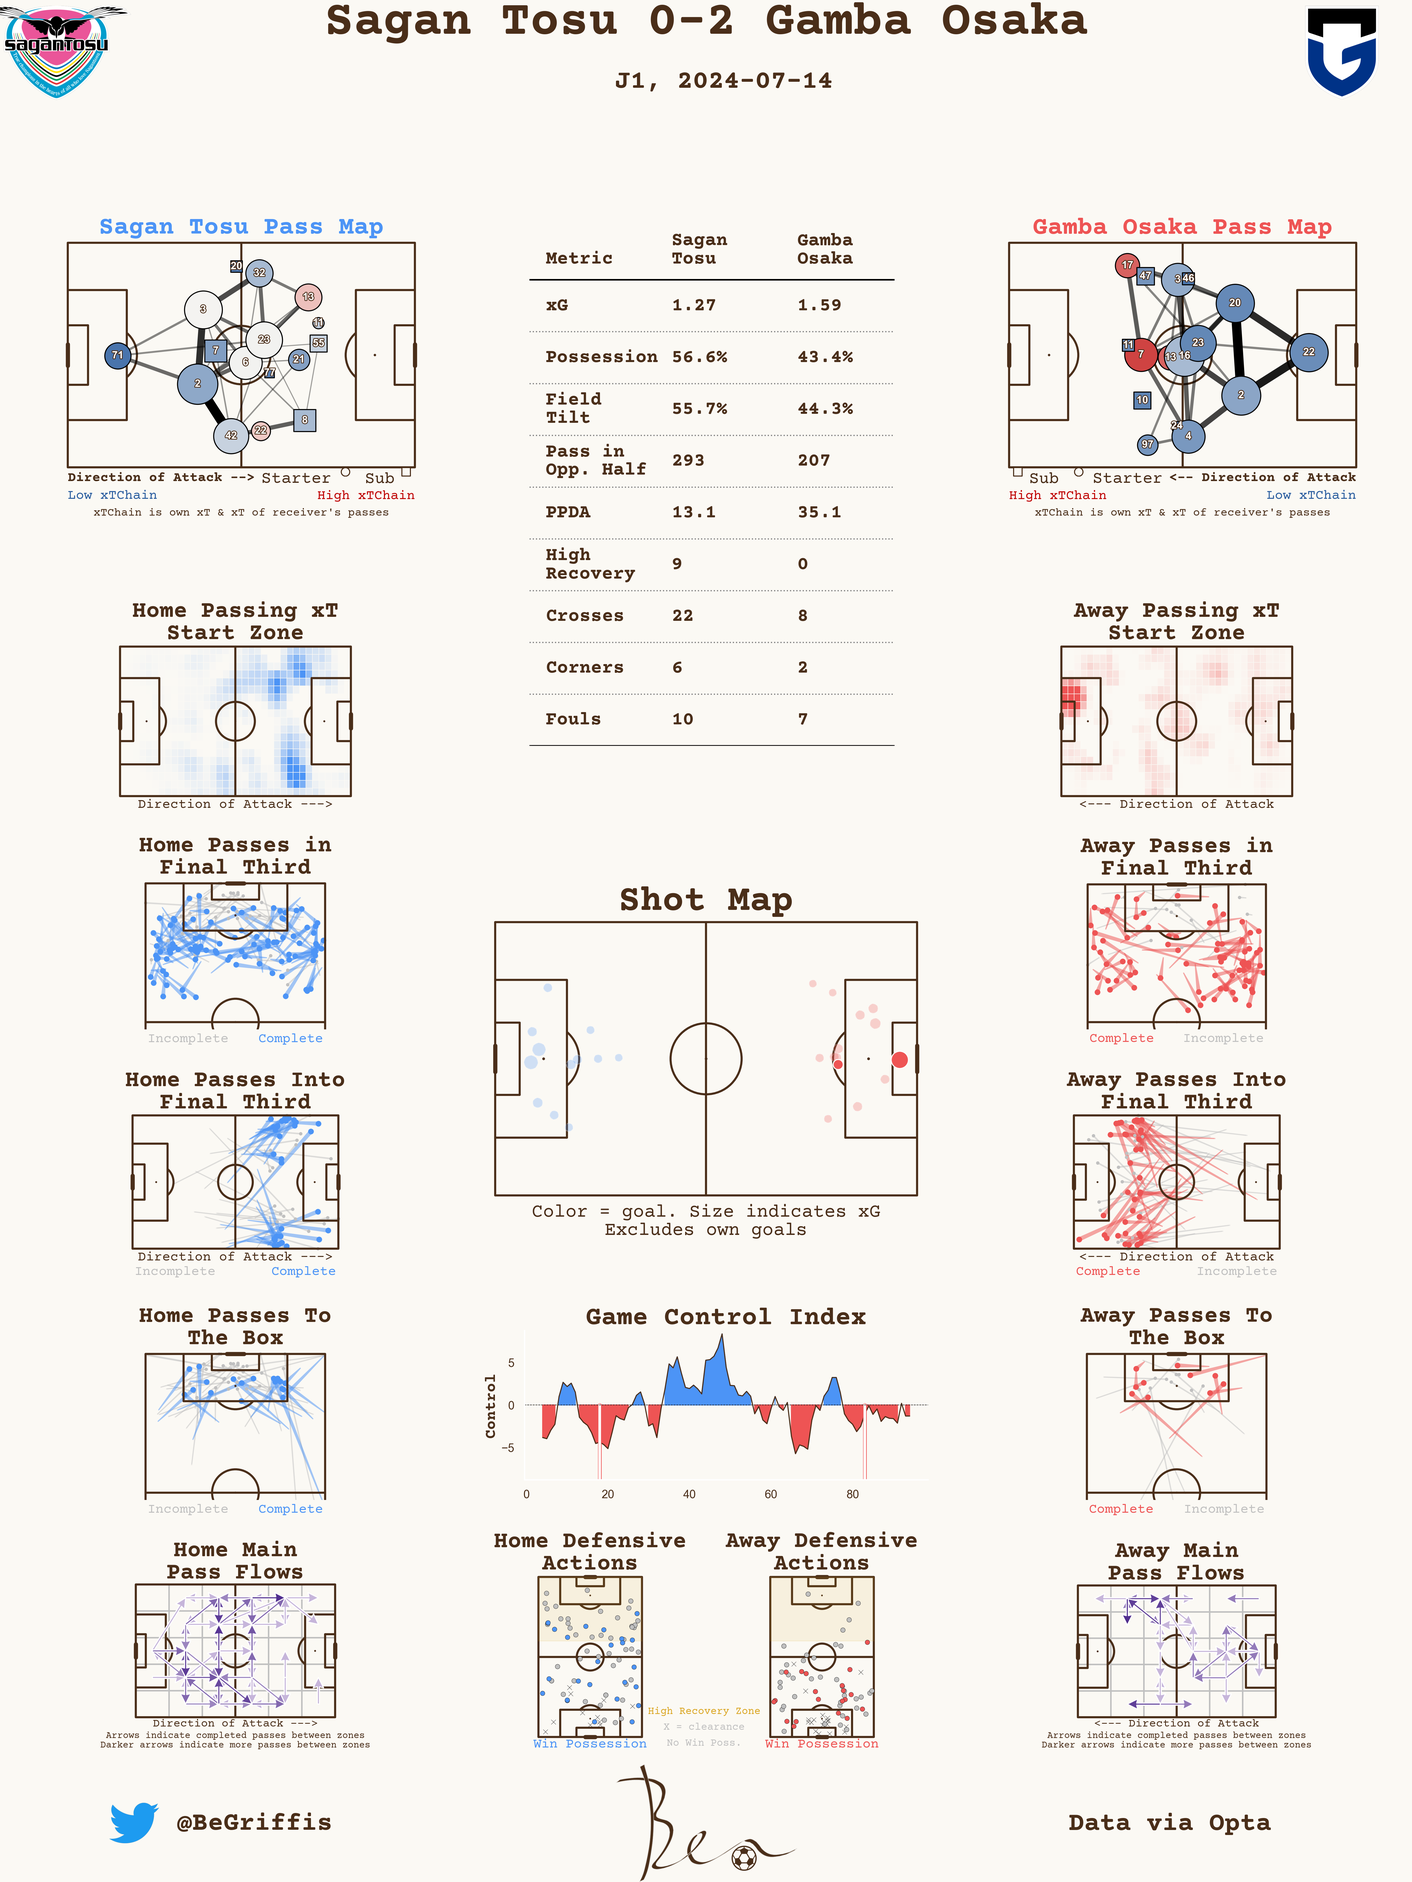 Sagan Tosu 0-2 Gamba Osaka
J1, 2024-07-14
saganTosu
Sagan Tosu Pass Map
20
32
13
3
11
23
55
7
71
6
21
77
2
8
22
42
Direction of Attack --> Starter Sub
Low xTChain High xTChain
xTChain is own xT & xT of receiver's passes
Metric Sagan Tosu Gamba Osaka
xG 1.27 1.59
Possession 56.6% 43.4%
Field Tilt 55.7% 44.3%
Pass in Opp. Half 293 207
PPDA 13.1 35.1
High Recovery 9 0
Crosses 22 8
Corners 6 2
Fouls 10 7
Gamba Osaka Pass Map
17
47
3
46
20
11
7
13
16
23
22
10
2
24
4
97
Sub Starter <-- Direction of Attack
High xTChain Low xTChain
xTChain is own xT & xT of receiver's passes
Home Passing xT
Start Zone
Direction of Attack --->
Away Passing xT
Start Zone
<--- Direction of Attack
Home Passes in
Final Third
Incomplete Complete
Away Passes in
Final Third
Complete Incomplete
Shot Map
Color = goal. Size indicates xG
Excludes own goals
Home Passes Into
Final Third
Direction of Attack --->
Incomplete Complete
Away Passes Into
Final Third
<--- Direction of Attack
Complete Incomplete
Home Passes To
The Box
Incomplete Complete
Game Control Index
Control
5
0
−5
0 20 40 60 80
Away Passes To
The Box
Complete Incomplete
Home Main
Pass Flows
Direction of Attack --->
Arrows indicate completed passes between zones
Darker arrows indicate more passes between zones
Home Defensive
Actions
Win Possession
High Recovery Zone
X = clearance
No Win Poss.
Away Defensive
Actions
Win Possession
Away Main
Pass Flows
<--- Direction of Attack
Arrows indicate completed passes between zones
Darker arrows indicate more passes between zones
@BeGriffis
Ben
Data via Opta